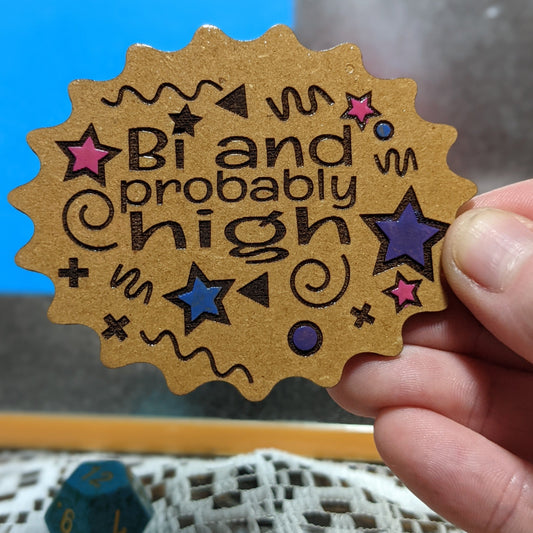 Bi and
probably
high